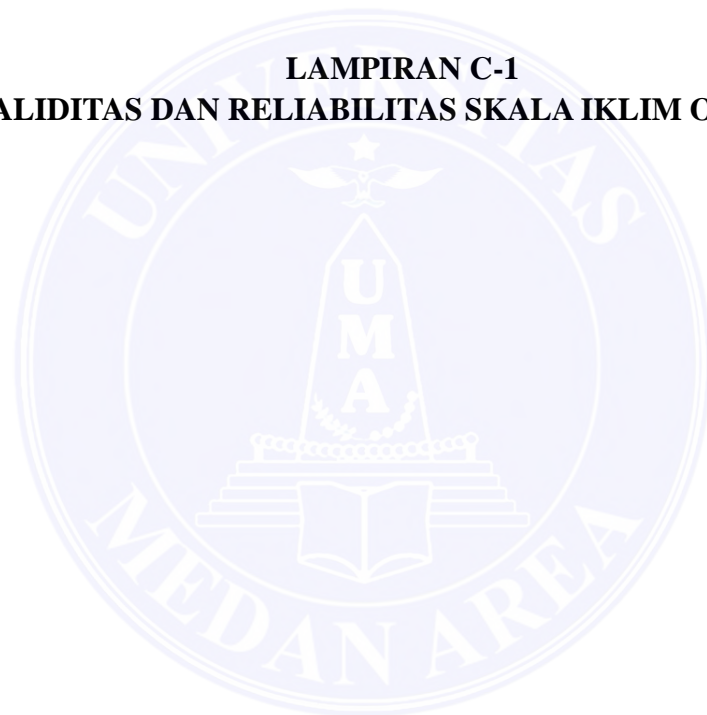 LAMPIRAN C-1
ALIDITAS DAN RELIABILITAS SKALA IKLIM O
UNIVERSITAS
U
M
A
MEDAN AREA